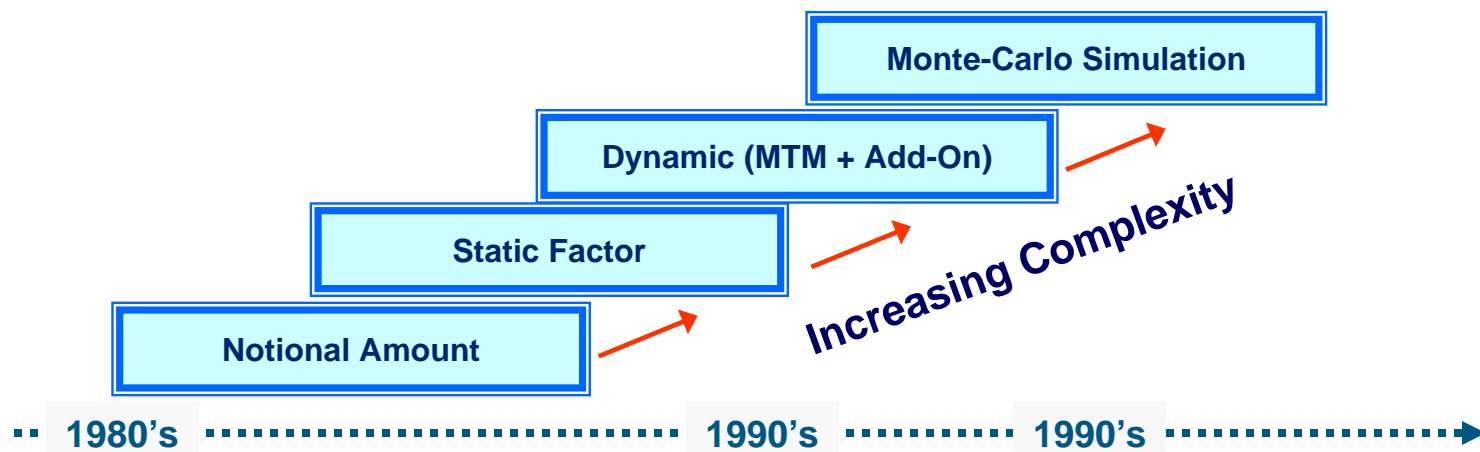 Monte-Carlo Simulation
Dynamic (MTM + Add-On)
Static Factor
Increasing Complexity
Notional Amount
1980’s
1990’s
1990’s